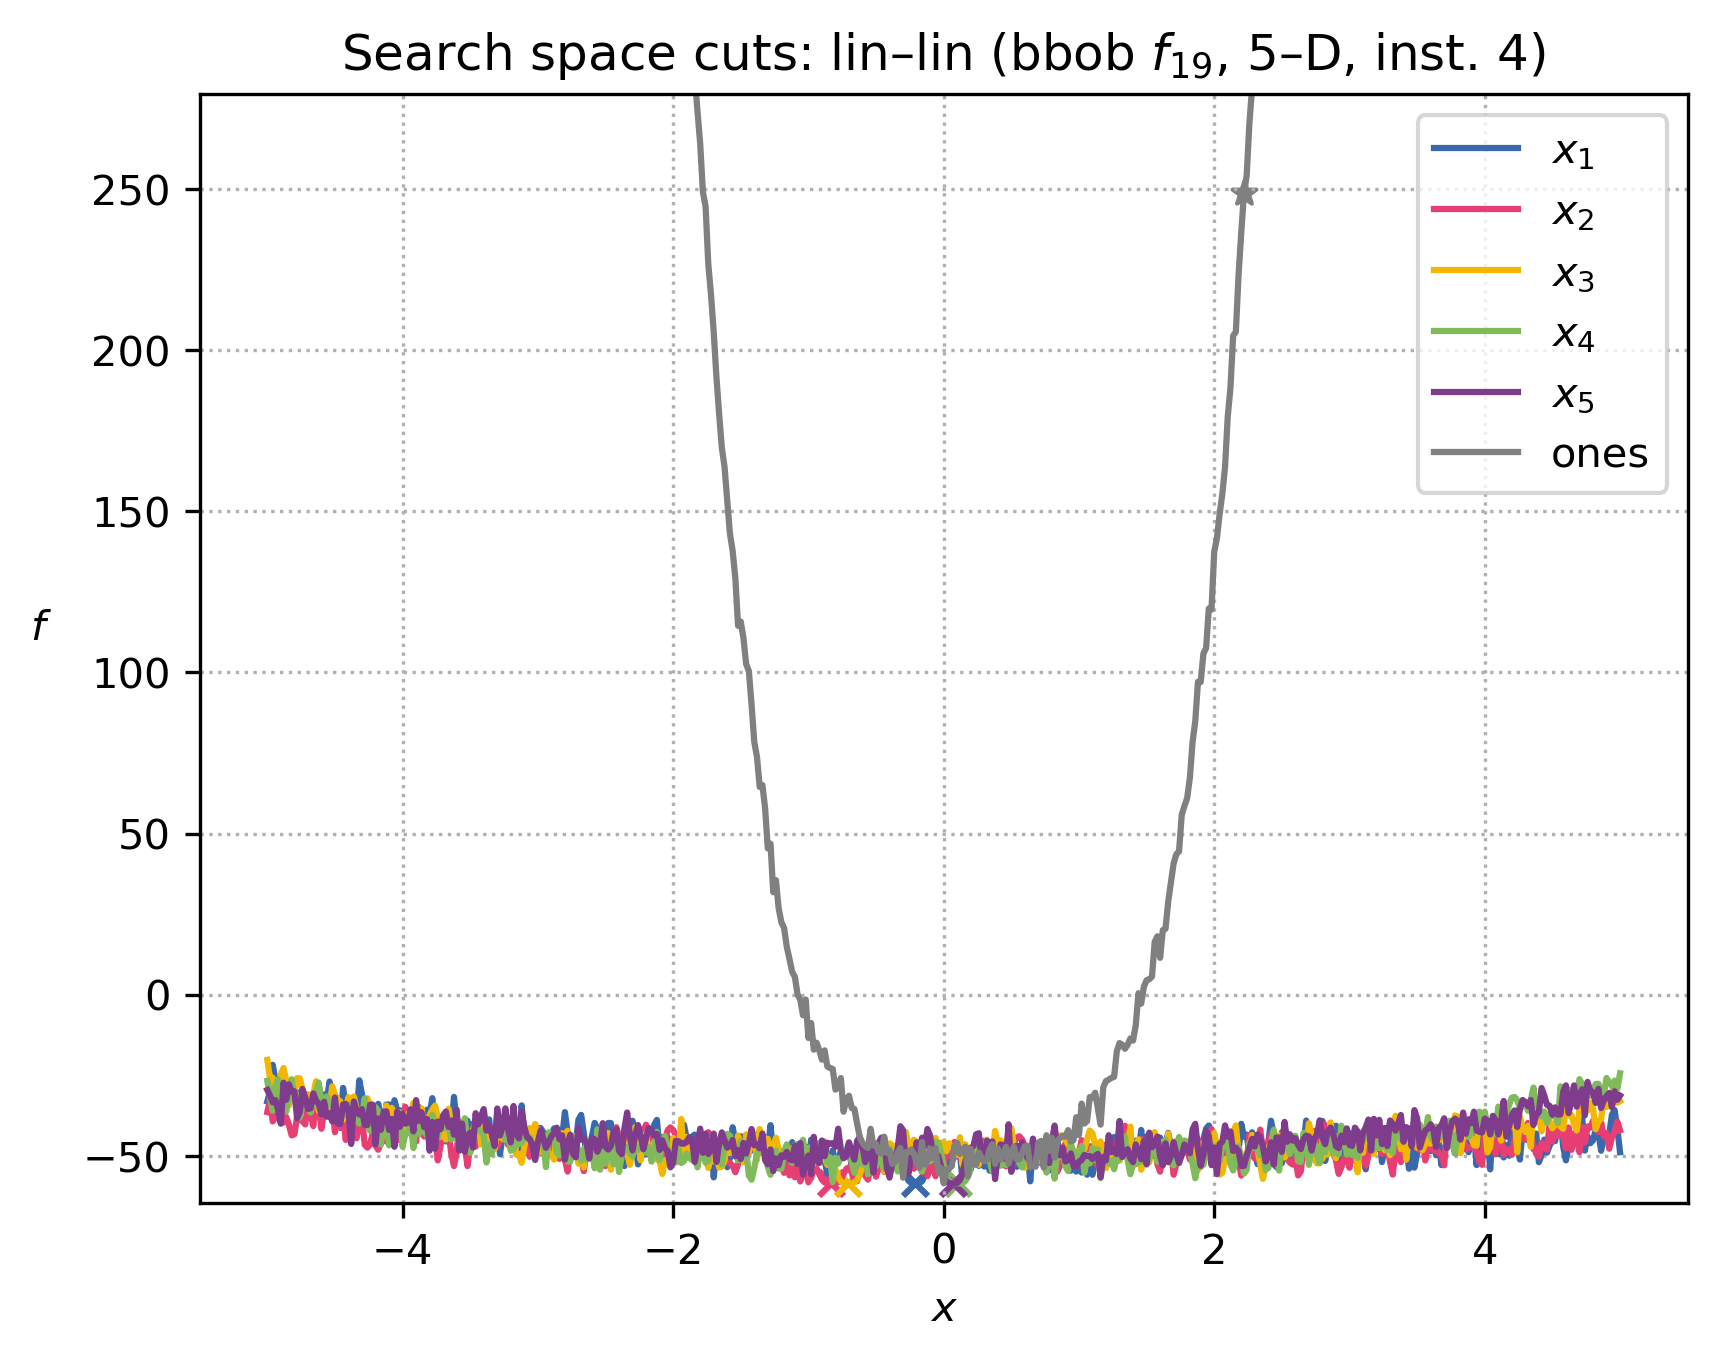 Search space cuts: lin–lin (bbob f19, 5–D, inst. 4)
250
200
150
100
50
0
−50
f
x1
x2
x3
x4
x5
ones
−4
−2
0
2
4
x